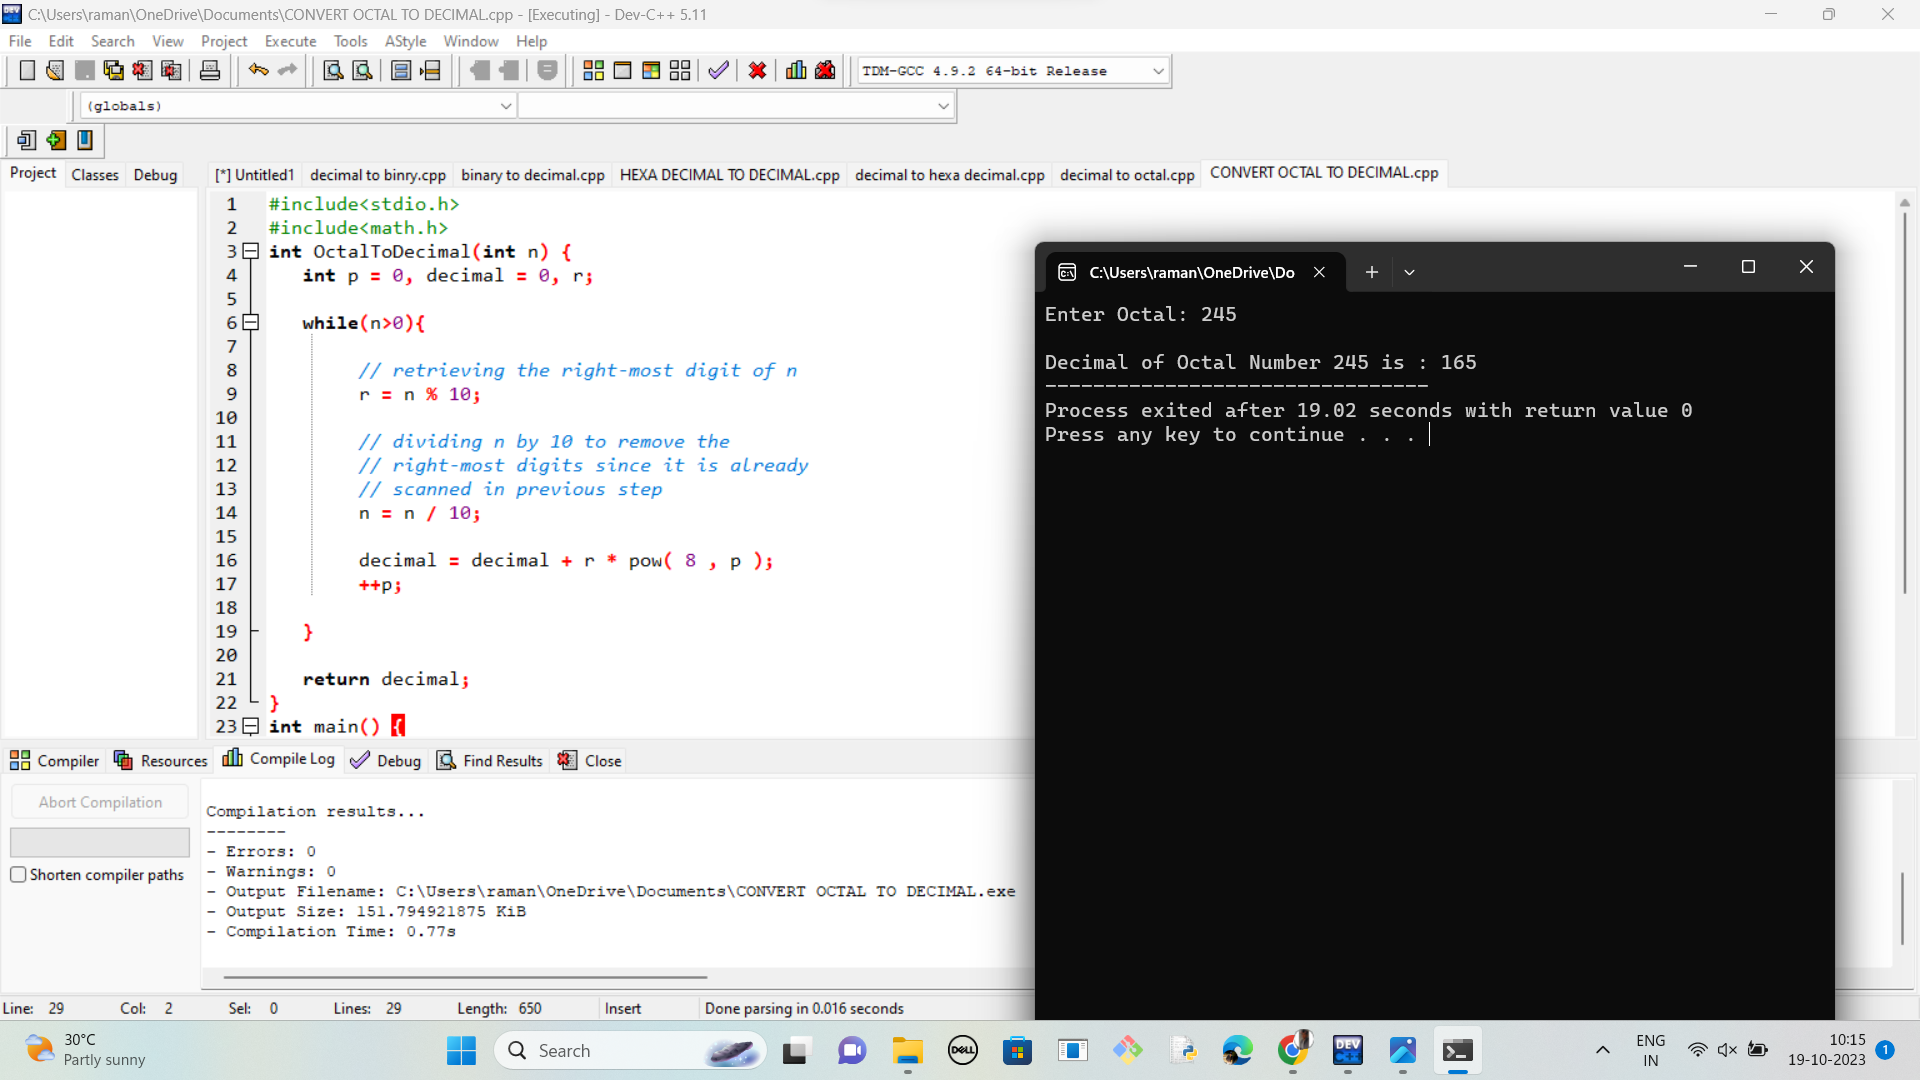 C:\Users\raman\OneDrive\Documents\CONVERT OCTAL TO DECIMAL.cpp - [Executing] - Dev-C++ 5.11
File Edit Search View Project Execute Tools AStyle Window Help
TDM-GCC 4.9.2 64-bit Release
(globals)
Project Classes Debug
[*] Untitled1 decimal to binry.cpp binary to decimal.cpp HEXA DECIMAL TO DECIMAL.cpp decimal to hexa decimal.cpp decimal to octal.cpp CONVERT OCTAL TO DECIMAL.cpp
1 #include<stdio.h>
2 #include<math.h>
3 int OctalToDecimal(int n) {
4 int p = 0, decimal = 0, r;
5
6 while(n>0){
7
8 // retrieving the right-most digit of n
9 r = n % 10;
10
11 // dividing n by 10 to remove the
12 // right-most digits since it is already
13 // scanned in previous step
14 n = n / 10;
15
16 decimal = decimal + r * pow( 8 , p );
17 ++p;
18
19 }
20
21 return decimal;
22 }
23 int main() {
C:\Users\raman\OneDrive\Do
Enter Octal: 245
Decimal of Octal Number 245 is : 165
--------------------------------
Process exited after 19.02 seconds with return value 0
Press any key to continue . . .
Compiler Resources Compile Log Debug Find Results Close
Abort Compilation
Shorten compiler paths
Compilation results...
--------
- Errors: 0
- Warnings: 0
- Output Filename: C:\Users\raman\OneDrive\Documents\CONVERT OCTAL TO DECIMAL.exe
- Output Size: 151.794921875 KiB
- Compilation Time: 0.77s
Line: 29 Col: 2 Sel: 0 Lines: 29 Length: 650 Insert Done parsing in 0.016 seconds
30°C
Partly sunny
Search
DELL
DEV
C++
ENG
IN
10:15
19-10-2023
1